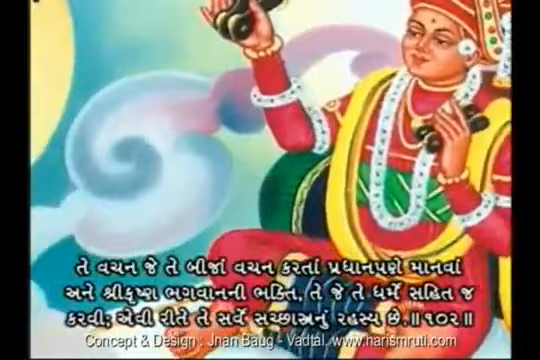 તે વચન જે તે બીજાં વચન કરતાં પ્રધાનપણે માનવાં
અને શ્રીકૃષ્ણ ભગવાનની ભક્તિ, તે જે તે ધર્મે સહિત જ
કરવી; એવી રીતે તે સર્વે સચ્છાસ્ત્રનું રહસ્ય છે.॥૧૦૨॥
Concept & Design : Jnan Baug - Vadtal. www.harismruti.com